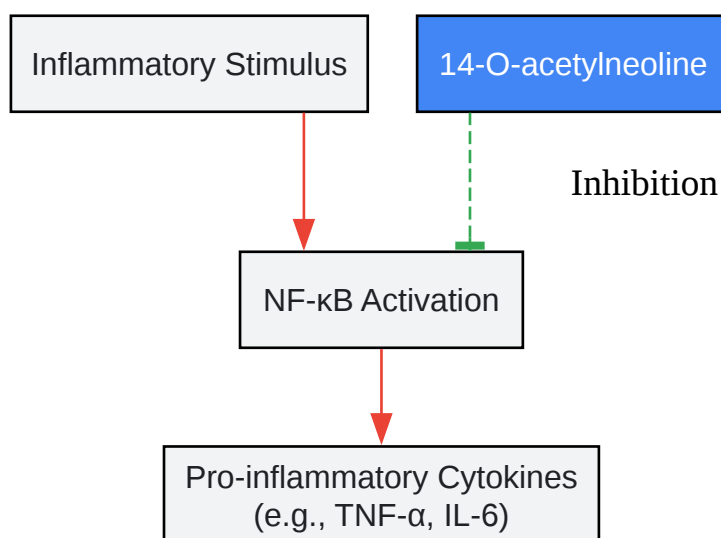 Inflammatory Stimulus
14-O-acetylneoline
Inhibition
NF-κB Activation
Pro-inflammatory Cytokines
(e.g., TNF-α, IL-6)